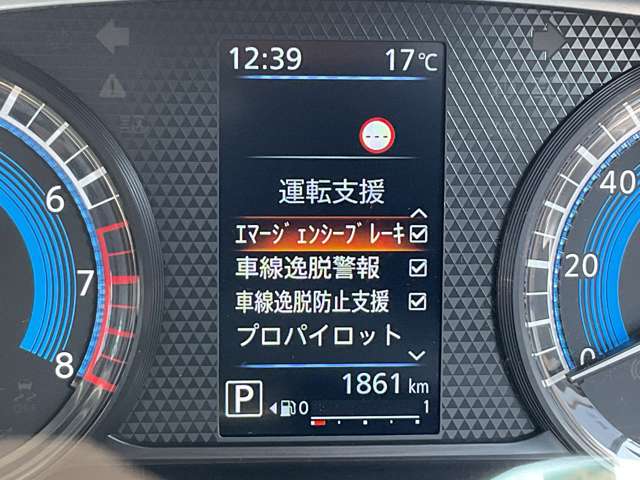 12:39 17℃
---
運転支援
ｴﾏｰｼﾞｪﾝｼｰﾌﾞﾚｰｷ
車線逸脱警報
車線逸脱防止支援
プロパイロット
1861 km
P 0 1
6
7
8
40
20
0